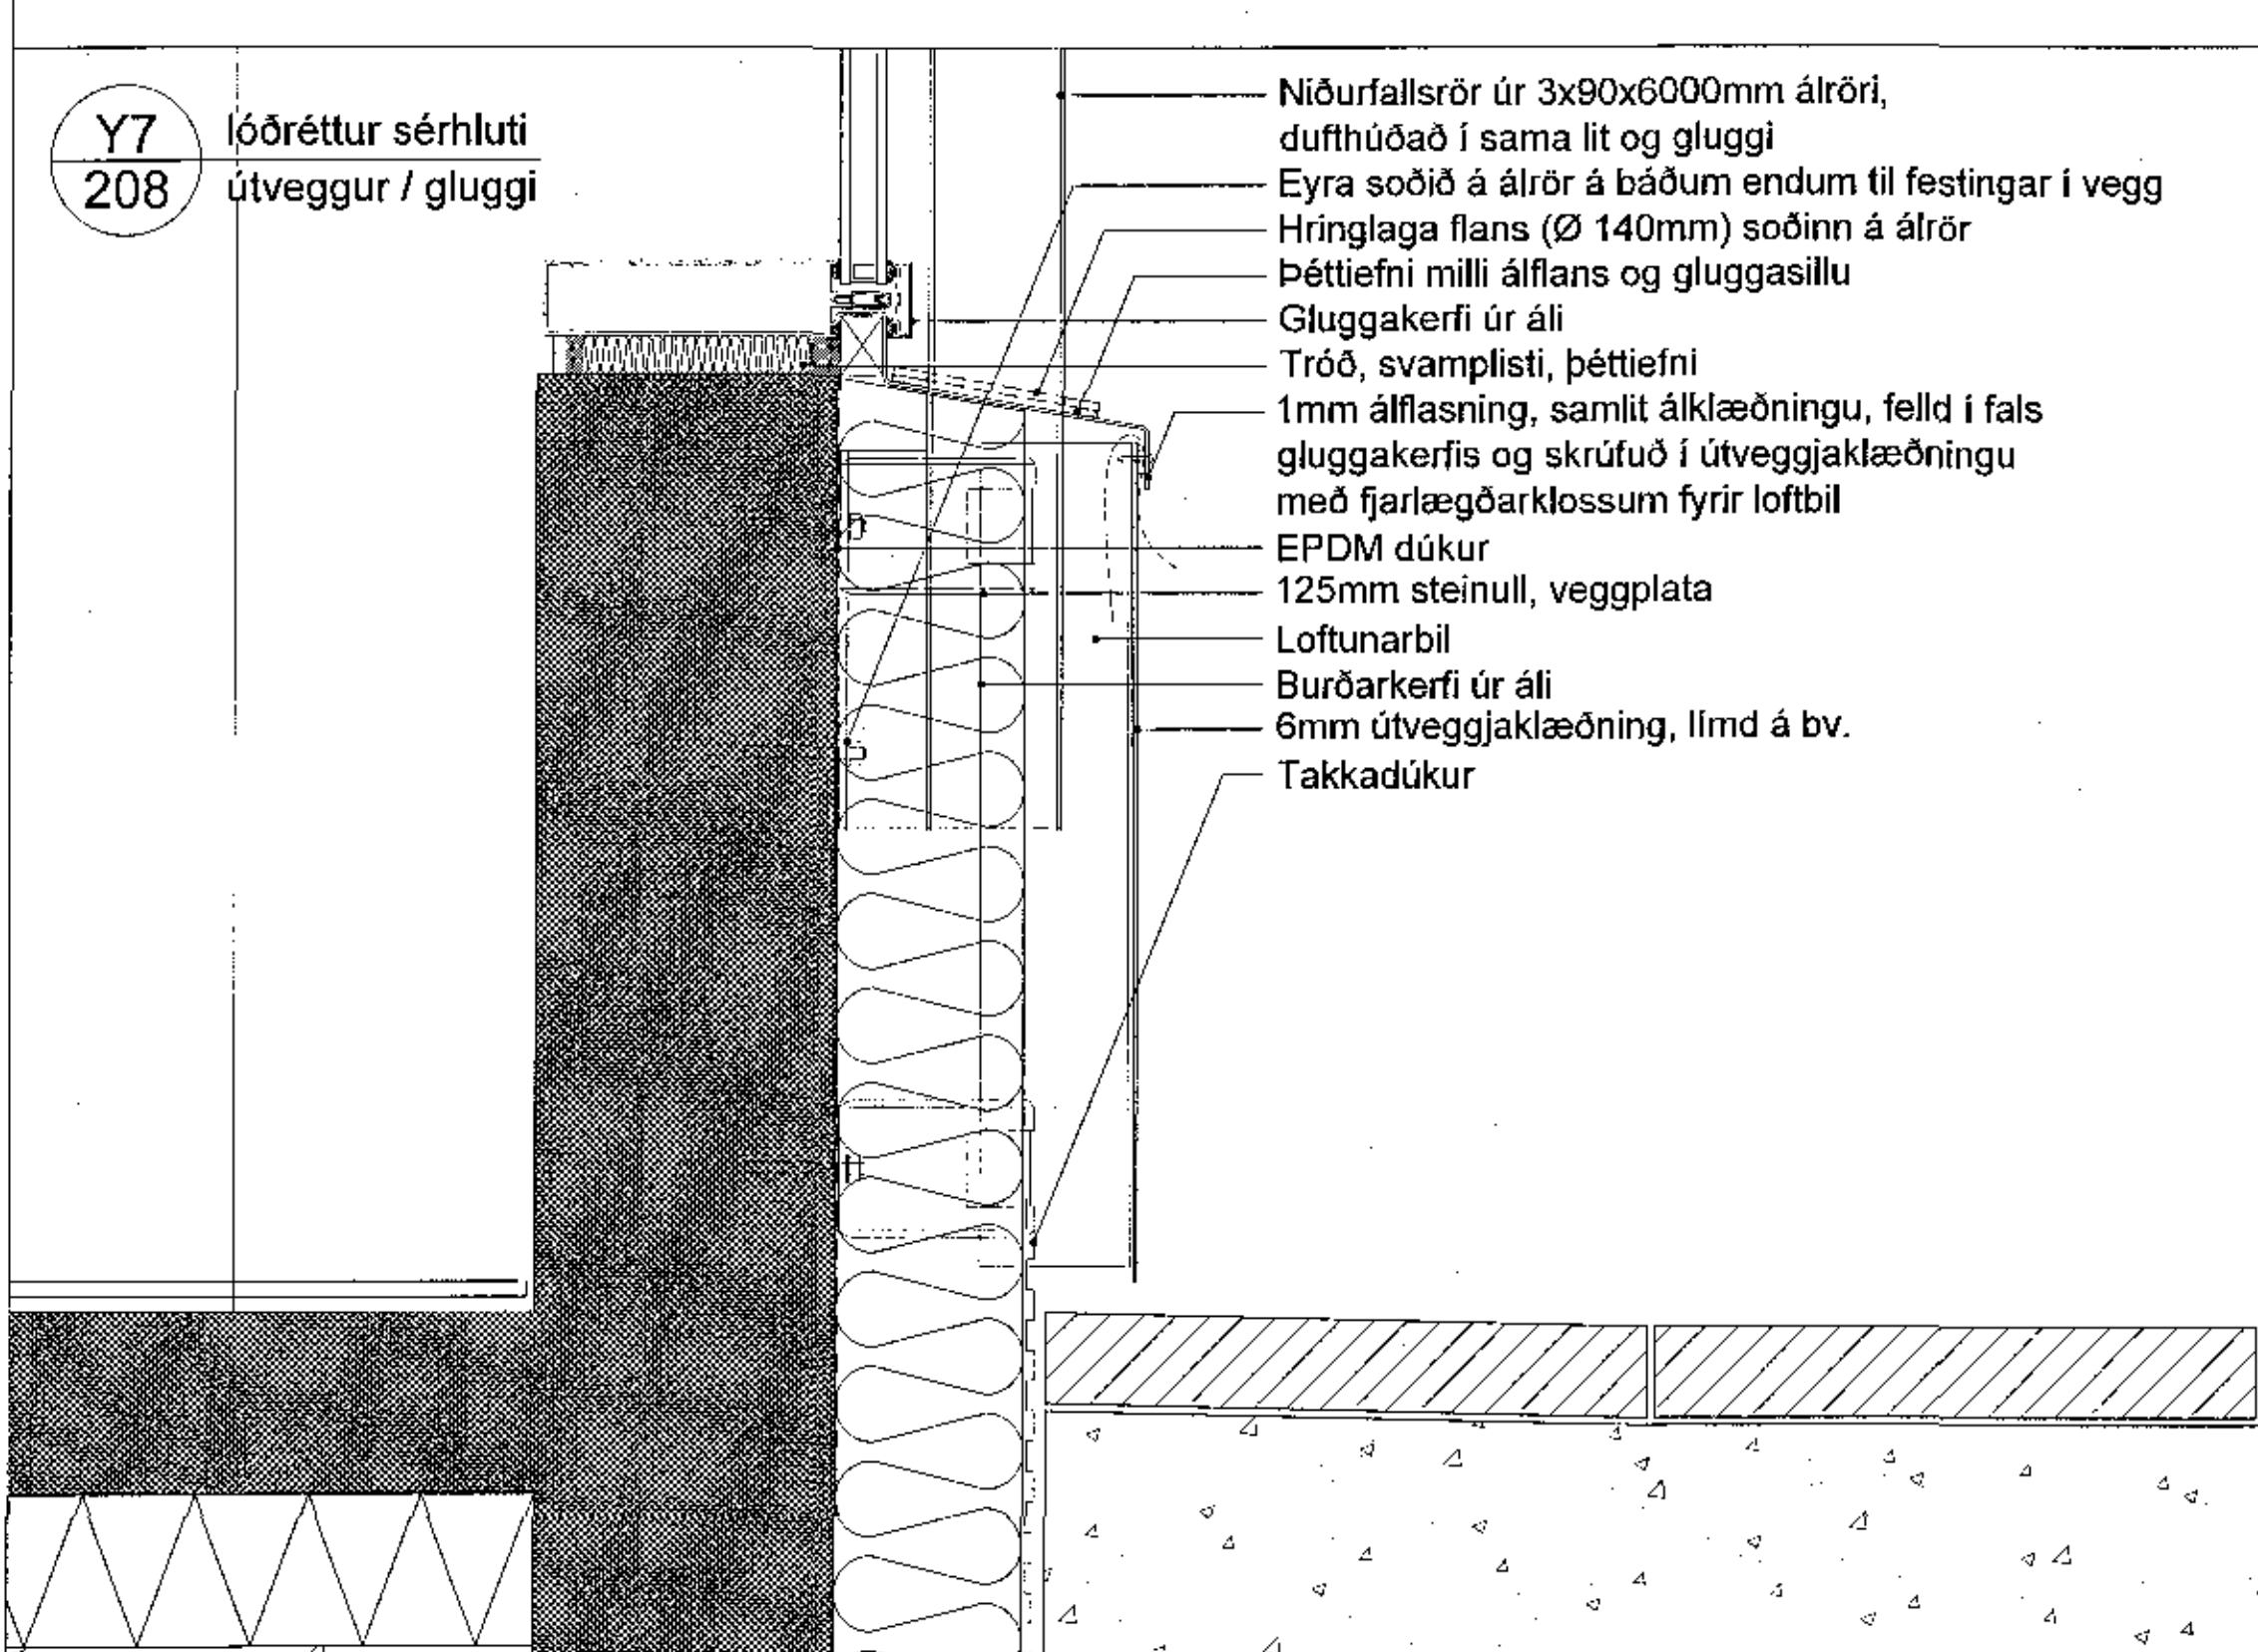 Y7
208
lóðréttur sérhluti
útveggur / gluggi
Niðurfallsrör úr 3x90x6000mm álröri,
dufthúðað í sama lit og gluggi
Eyra soðið á álrör á báðum endum til festingar í vegg
Hringlaga flans (Ø 140mm) soðinn á álrör
Þéttiefni milli álflans og gluggasillu
Gluggakerfi úr áli
Tróð, svamplisti, þéttiefni
1mm álflasning, samlit álklæðningu, felld í fals
gluggakerfis og skrúfuð í útveggjaklæðningu
með fjarlægðarklossum fyrir loftbil
EPDM dúkur
125mm steinull, veggplata
Loftunarbil
Burðarkerfi úr áli
6mm útveggjaklæðning, límd á bv.
Takkadúkur